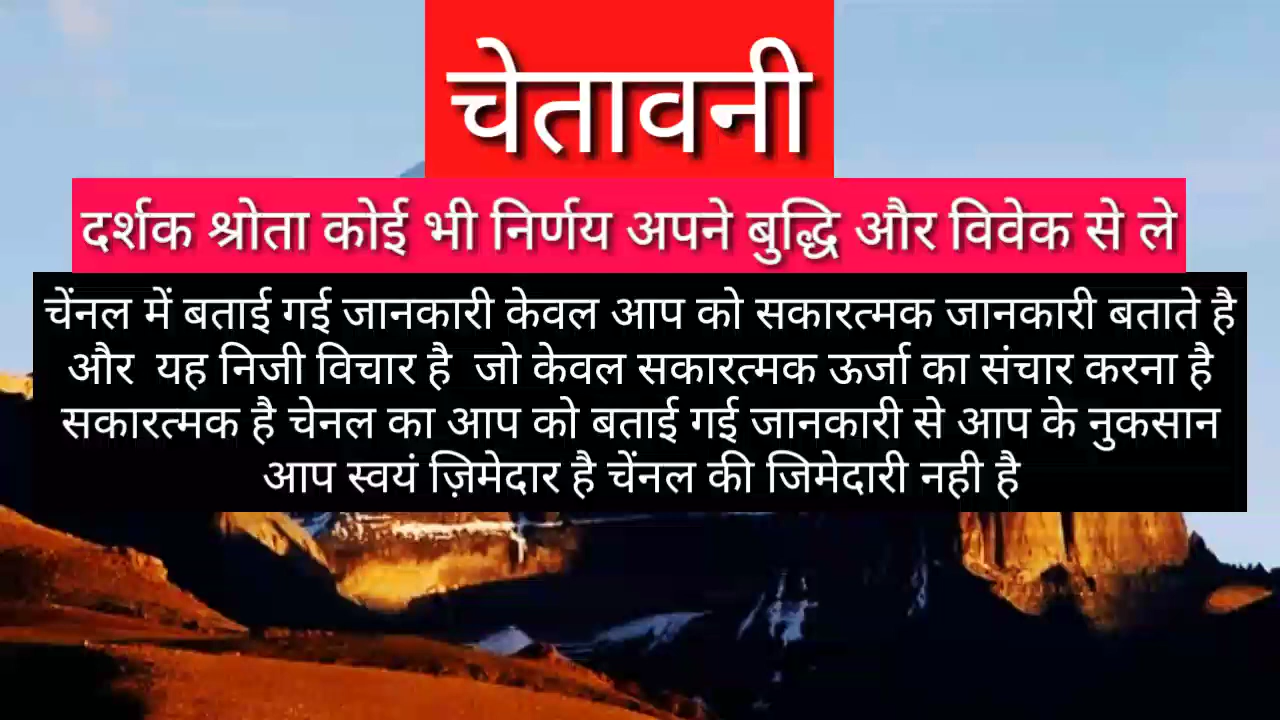 चेतावनी
दर्शक श्रोता कोई भी निर्णय अपने बुद्धि और विवेक से ले
चेंनल में बताई गई जानकारी केवल आप को सकारत्मक जानकारी बताते है
और यह निजी विचार है जो केवल सकारत्मक ऊर्जा का संचार करना है
सकारत्मक है चेनल का आप को बताई गई जानकारी से आप के नुकसान
आप स्वयं ज़िमेदार है चेंनल की जिमेदारी नही है